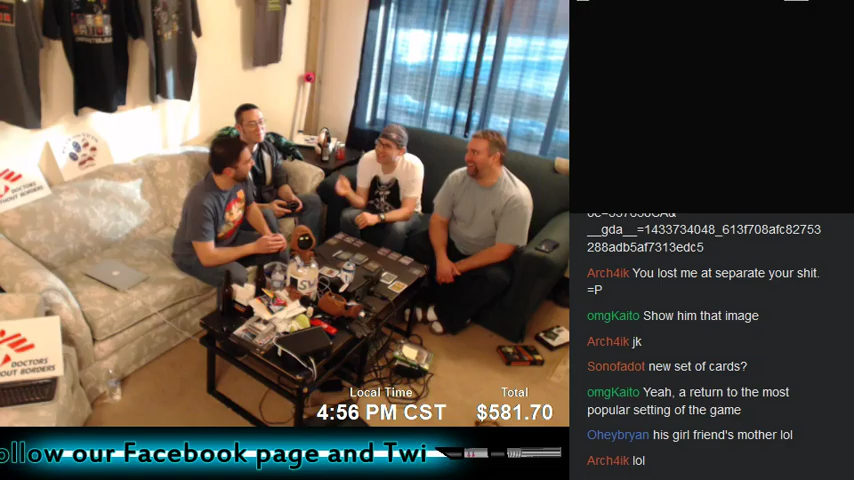 DOCTORS
WITHOUT BORDERS
DOCTORS
WITHOUT BORDERS
Local Time
4:56 PM CST
Total
$581.70
ollow our Facebook page and Twi
__gda__=1433734048_613f708afc82753
288adb5af7313edc5
Arch4ik You lost me at separate your shit.
=P
omgKaito Show him that image
Arch4ik jk
Sonofadot new set of cards?
omgKaito Yeah, a return to the most
popular setting of the game
Oheybryan his girl friend's mother lol
Arch4ik lol